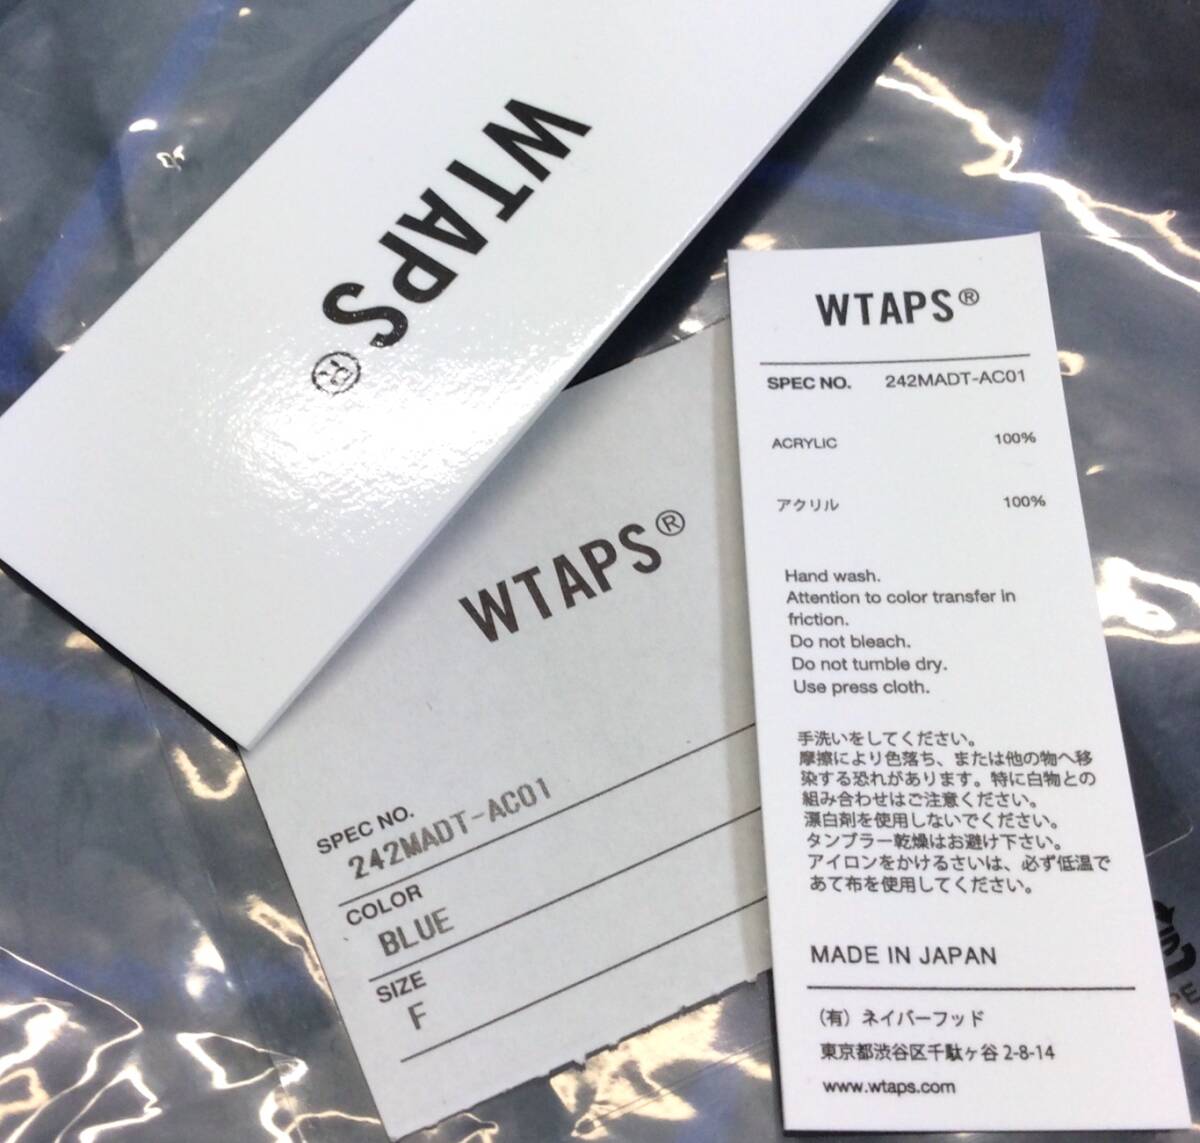 WTAPS®
WTAPS®
SPEC NO.
242MADT-AC01
COLOR
BLUE
SIZE
F
WTAPS®
SPEC NO. 242MADT-AC01
ACRYLIC 100%
アクリル 100%
Hand wash.
Attention to color transfer in
friction.
Do not bleach.
Do not tumble dry.
Use press cloth.
手洗いをしてください。
摩擦により色落ち、または他の物へ移
染する恐れがあります。特に白物との
組み合わせはご注意ください。
漂白剤を使用しないでください。
タンブラー乾燥はお避け下さい。
アイロンをかけるさいは、必ず低温で
あて布を使用してください。
MADE IN JAPAN
(有) ネイバーフッド
東京都渋谷区千駄ヶ谷 2-8-14
www.wtaps.com